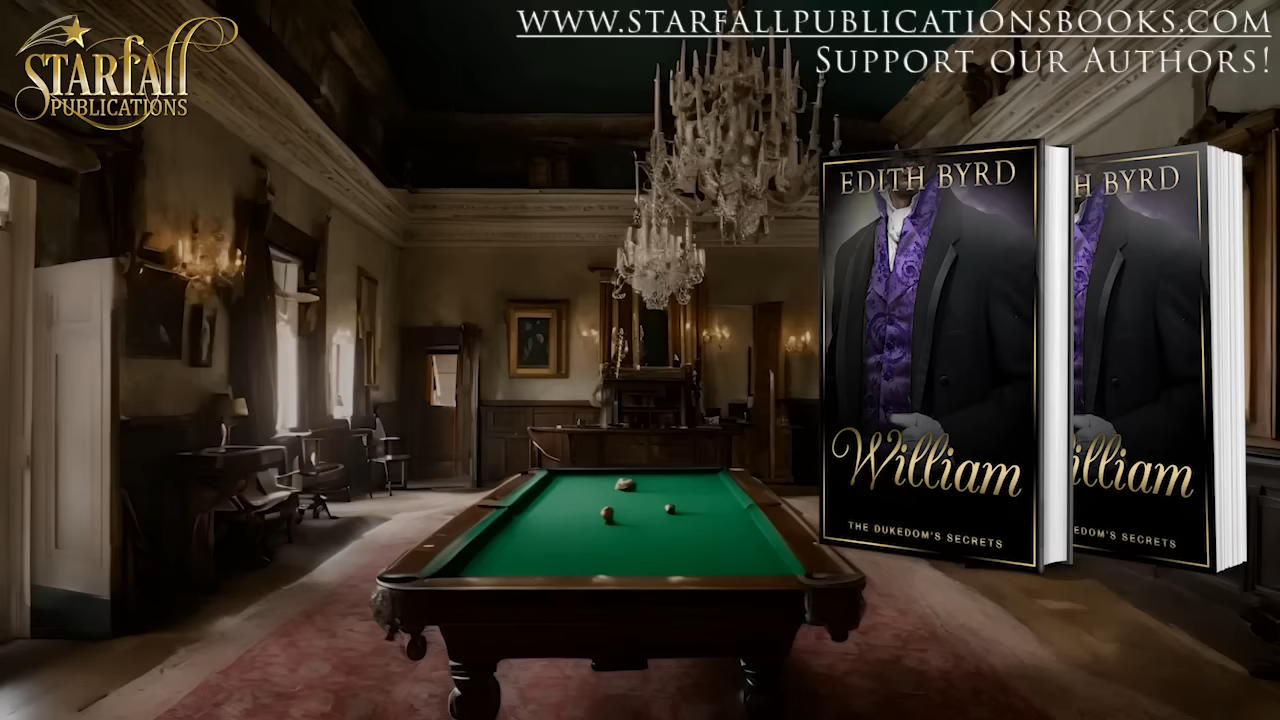 STARfall
PUBLICATIONS
WWW.STARFALLPUBLICATIONSBOOKS.COM
SUPPORT OUR AUTHORS!
EDITH BYRD
William
THE DUKEDOM'S SECRETS
H BYRD
illiam
EDOM'S SECRETS